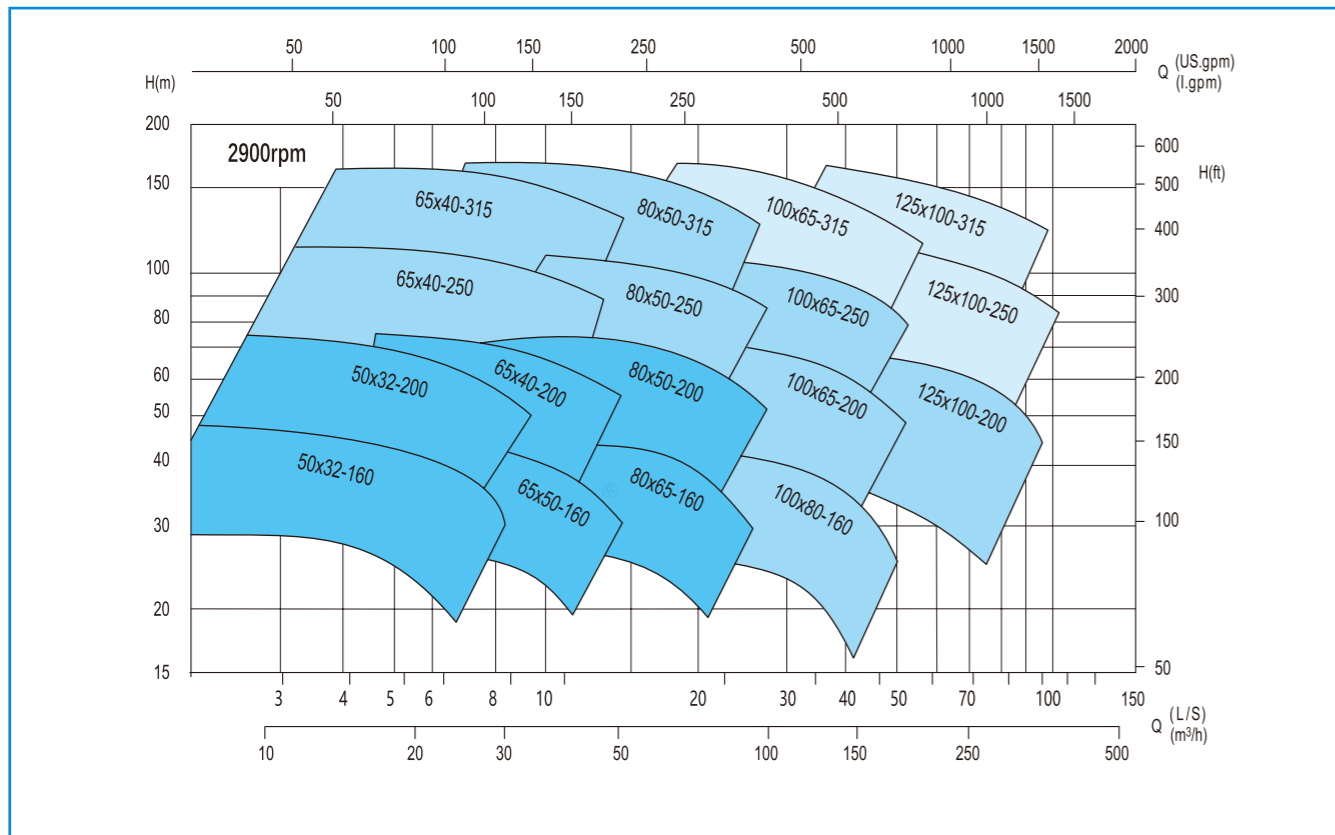 50 100 150 250 500 1000 1500 2000
Q (US.gpm)
(I.gpm)
H(m)
50 100 150 250 500 1000 1500
200
150
100
80
60
50
40
30
20
15
2900rpm
600
500
400
300
200
150
100
50
H(ft)
65x40-315
80x50-315
100x65-315
125x100-315
65x40-250
80x50-250
100x65-250
125x100-250
50x32-200
65x40-200
80x50-200
100x65-200
125x100-200
50x32-160
65x50-160
80x65-160
100x80-160
®
3 4 5 6 8 10 20 30 40 50 70 100 150
Q (L/S)
(m³/h)
10 20 30 50 100 150 250 500